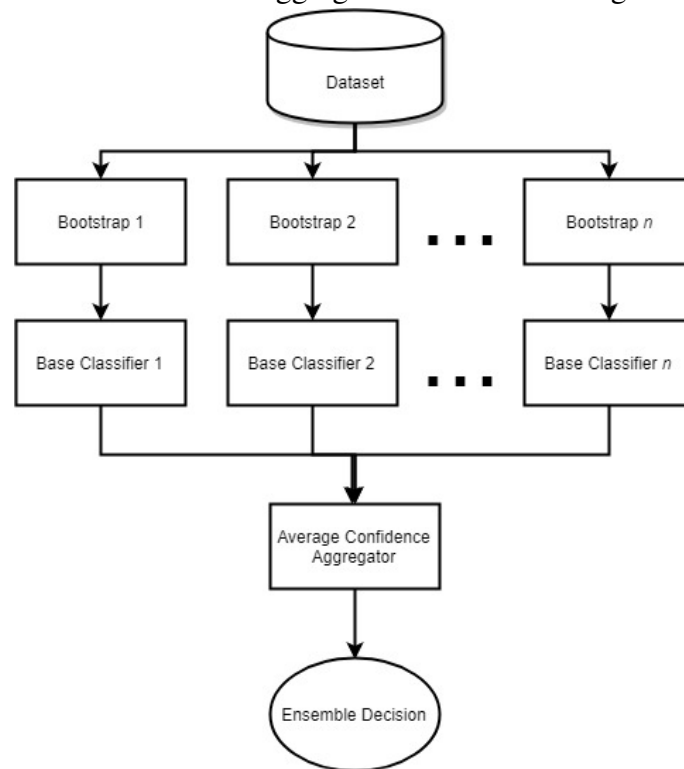 Dataset
Bootstrap 1
Bootstrap 2
Bootstrap n
Base Classifier 1
Base Classifier 2
Base Classifier n
Average Confidence
Aggregator
Ensemble Decision